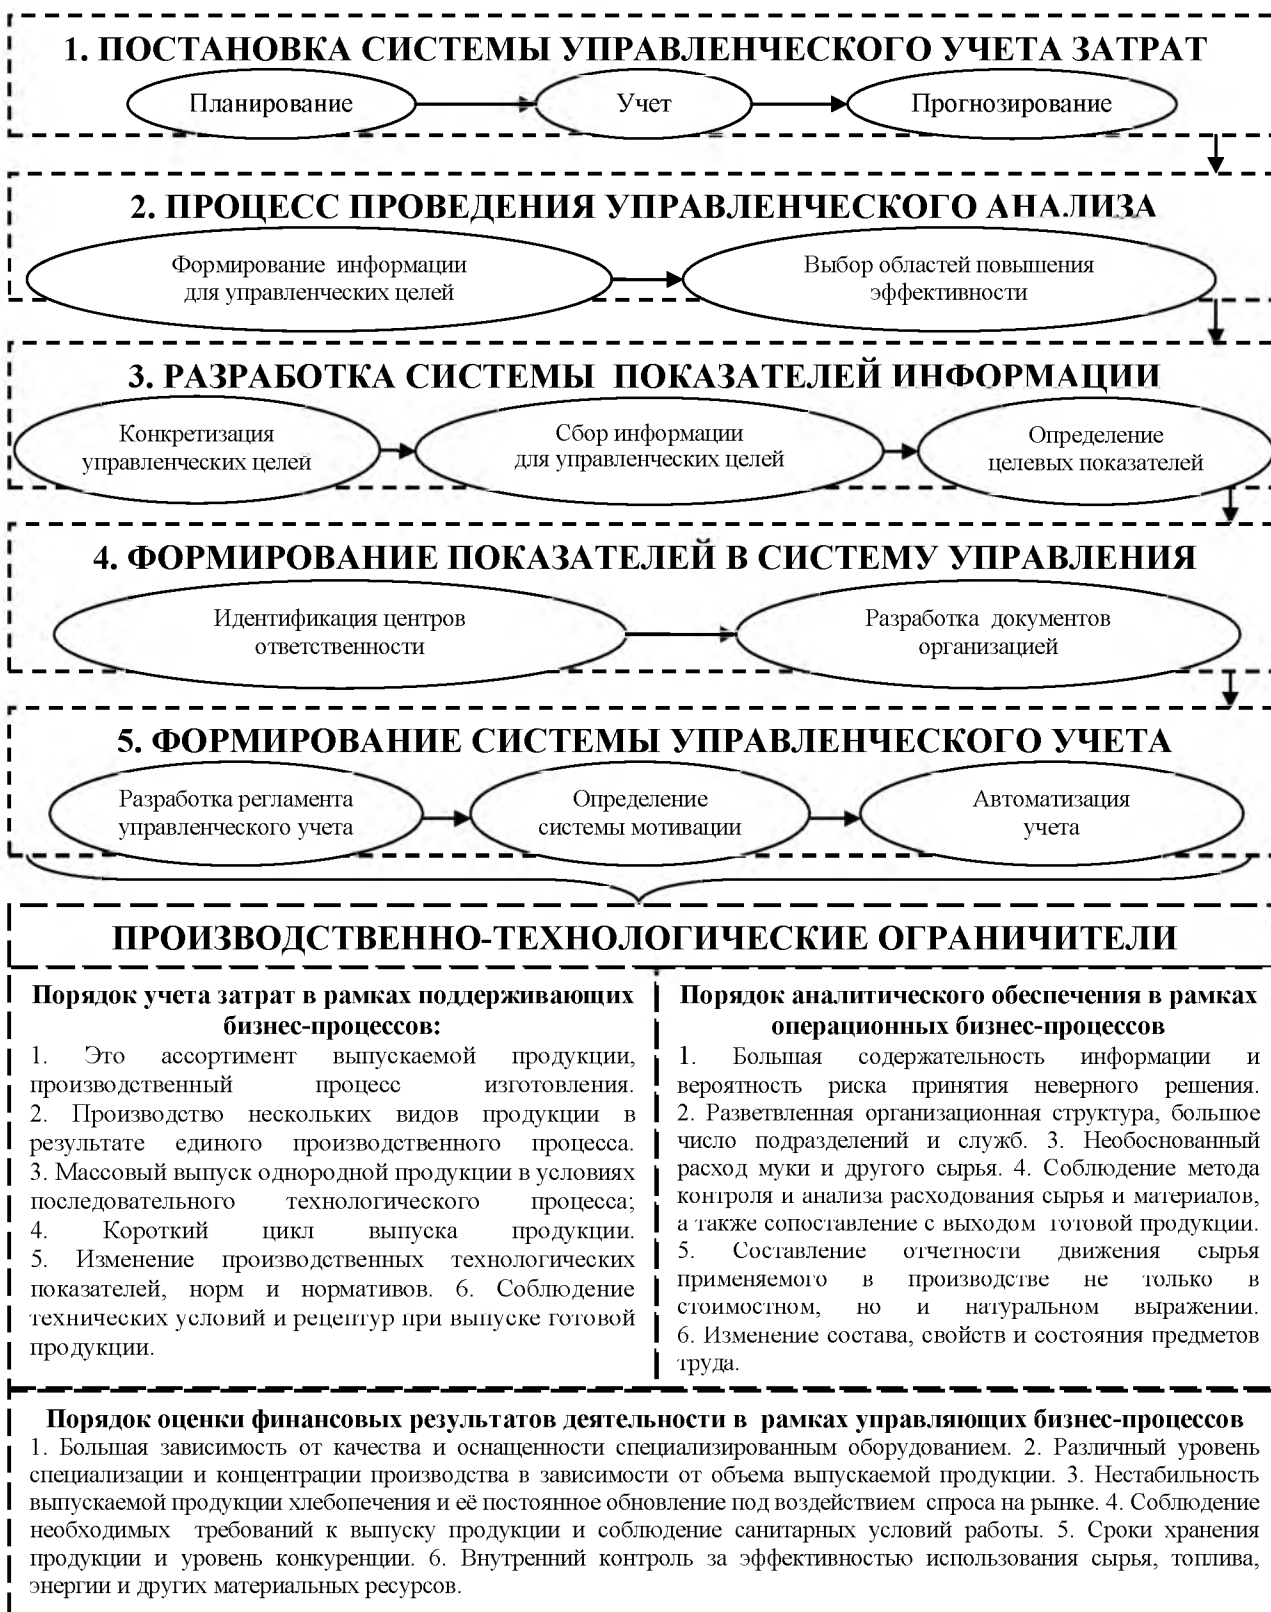 1. ПОСТАНОВКА СИСТЕМЫ УПРАВЛЕНЧЕСКОГО УЧЕТА ЗАТРАТ
Планирование
Учет
Прогнозирование
2. ПРОЦЕСС ПРОВЕДЕНИЯ УПРАВЛЕНЧЕСКОГО АНАЛИЗА
Формирование информации
для управленческих целей
Выбор областей повышения
эффективности
3. РАЗРАБОТКА СИСТЕМЫ ПОКАЗАТЕЛЕЙ ИНФОРМАЦИИ
Конкретизация
управленческих целей
Сбор информации
для управленческих целей
Определение
целевых показателей
4. ФОРМИРОВАНИЕ ПОКАЗАТЕЛЕЙ В СИСТЕМУ УПРАВЛЕНИЯ
Идентификация центров
ответственности
Разработка документов
организацией
5. ФОРМИРОВАНИЕ СИСТЕМЫ УПРАВЛЕНЧЕСКОГО УЧЕТА
Разработка регламента
управленческого учета
Определение
системы мотивации
Автоматизация
учета
ПРОИЗВОДСТВЕННО-ТЕХНОЛОГИЧЕСКИЕ ОГРАНИЧИТЕЛИ
Порядок учета затрат в рамках поддерживающих
бизнес-процессов:
1. Это ассортимент выпускаемой продукции,
производственный процесс изготовления.
2. Производство нескольких видов продукции в
результате единого производственного процесса.
3. Массовый выпуск однородной продукции в условиях
последовательного технологического процесса;
4. Короткий цикл выпуска продукции.
5. Изменение производственных технологических
показателей, норм и нормативов. 6. Соблюдение
технических условий и рецептур при выпуске готовой
продукции.
Порядок аналитического обеспечения в рамках
операционных бизнес-процессов
1. Большая содержательность информации и
вероятность риска принятия неверного решения.
2. Разветвленная организационная структура, большое
число подразделений и служб. 3. Необоснованный
расход муки и другого сырья. 4. Соблюдение метода
контроля и анализа расходования сырья и материалов,
а также сопоставление с выходом готовой продукции.
5. Составление отчетности движения сырья
применяемого в производстве не только в
стоимостном, но и натуральном выражении.
6. Изменение состава, свойств и состояния предметов
труда.
Порядок оценки финансовых результатов деятельности в рамках управляющих бизнес-процессов
1. Большая зависимость от качества и оснащенности специализированным оборудованием. 2. Различный уровень
специализации и концентрации производства в зависимости от объема выпускаемой продукции. 3. Нестабильность
выпускаемой продукции хлебопечения и её постоянное обновление под воздействием спроса на рынке. 4. Соблюдение
необходимых требований к выпуску продукции и соблюдение санитарных условий работы. 5. Сроки хранения
продукции и уровень конкуренции. 6. Внутренний контроль за эффективностью использования сырья, топлива,
энергии и других материальных ресурсов.